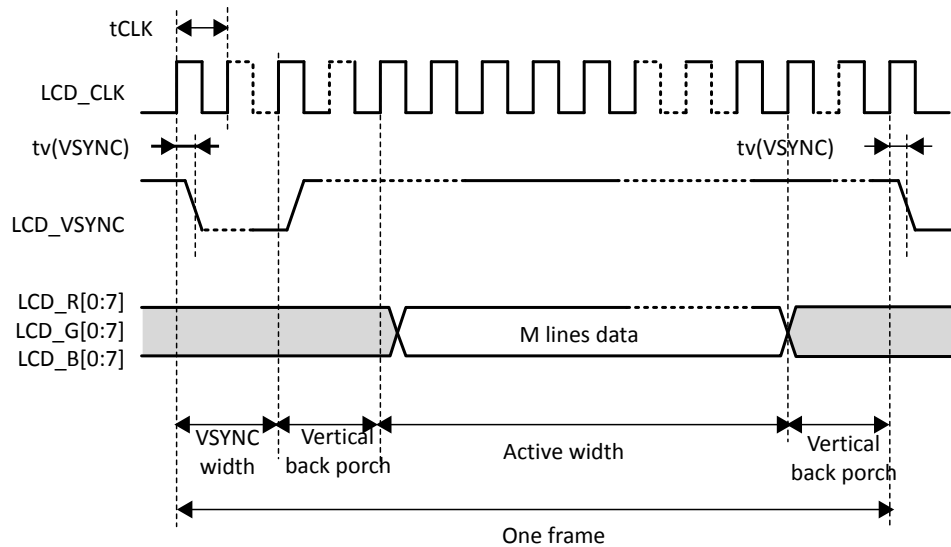 tCLK
LCD_CLK
tv(VSYNC)
tv(VSYNC)
LCD_VSYNC
LCD_R[0:7]
LCD_G[0:7]
LCD_B[0:7]
M lines data
VSYNC
width
Vertical
back porch
Active width
Vertical
back porch
One frame